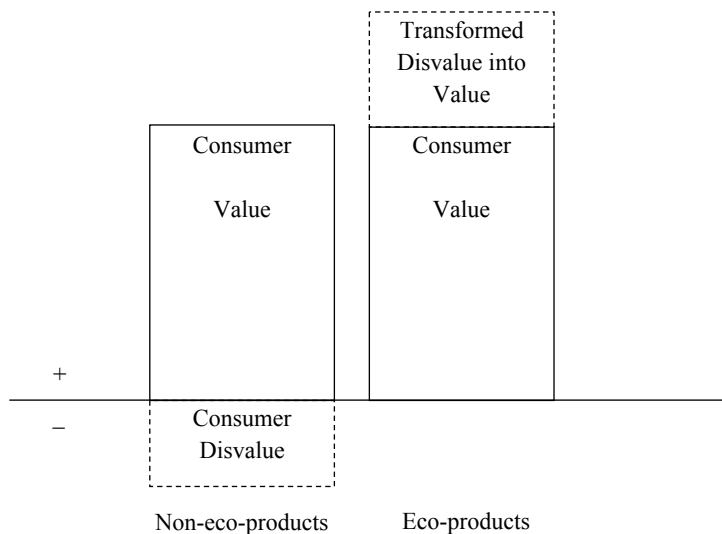 Transformed
Disvalue into
Value
Consumer
Value
Consumer
Value
+
–
Consumer
Disvalue
Non-eco-products
Eco-products